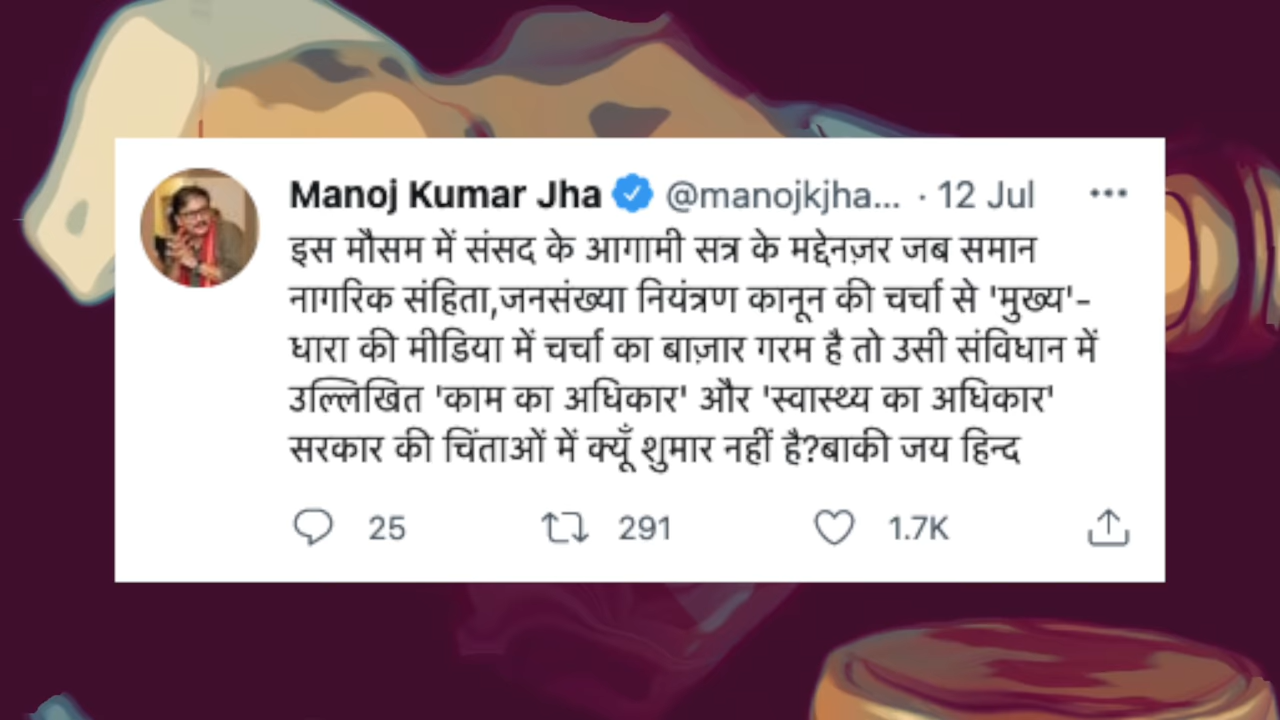 Manoj Kumar Jha @manojkjha... · 12 Jul
इस मौसम में संसद के आगामी सत्र के मद्देनज़र जब समान
नागरिक संहिता,जनसंख्या नियंत्रण कानून की चर्चा से 'मुख्य'-
धारा की मीडिया में चर्चा का बाज़ार गरम है तो उसी संविधान में
उल्लिखित 'काम का अधिकार' और 'स्वास्थ्य का अधिकार'
सरकार की चिंताओं में क्यूँ शुमार नहीं है?बाकी जय हिन्द
25 291 1.7K